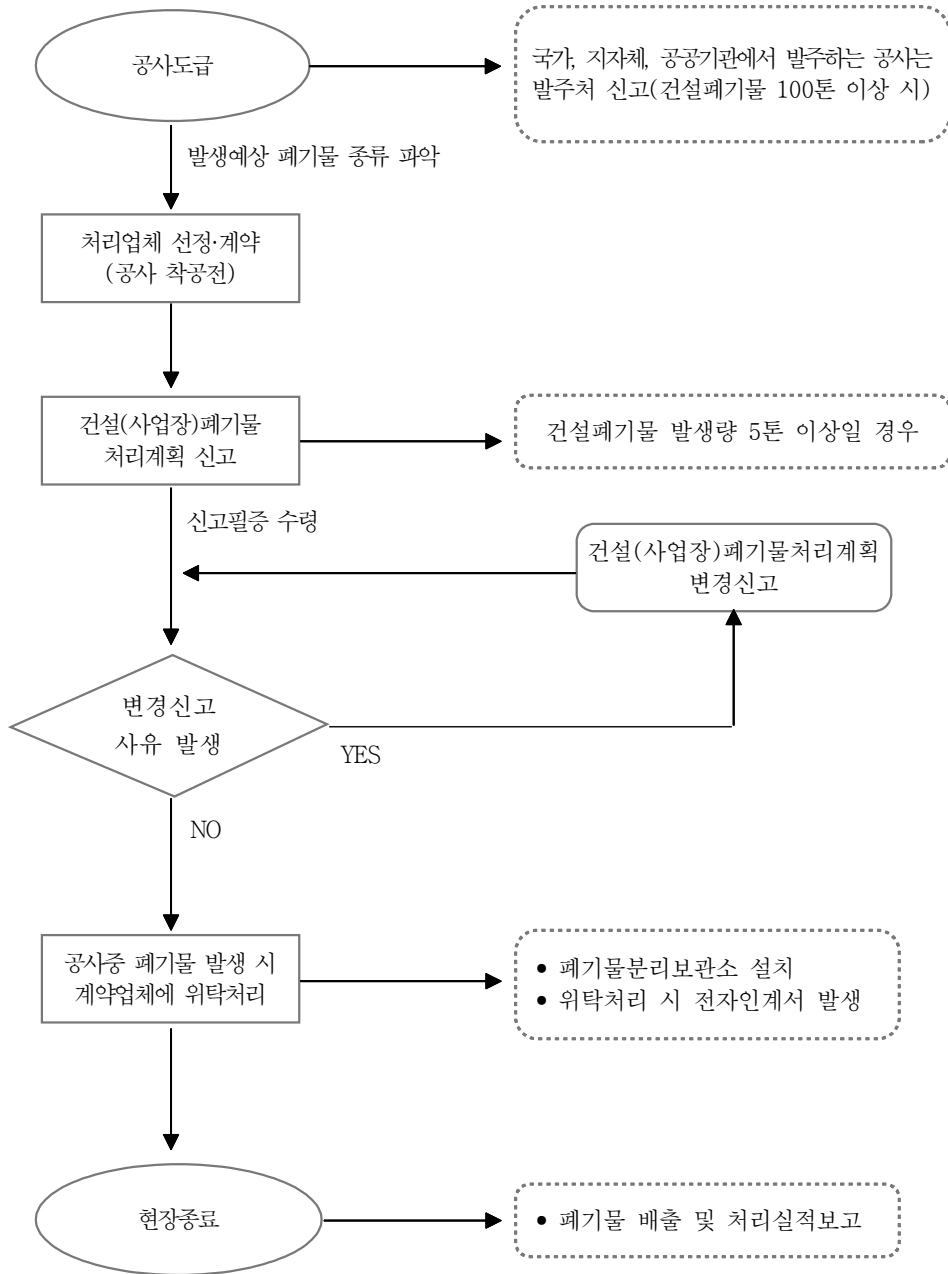 공사도급
국가, 지자체, 공공기관에서 발주하는 공사는
발주처 신고(건설폐기물 100톤 이상 시)
발생예상 폐기물 종류 파악
처리업체 선정·계약
(공사 착공전)
건설(사업장)폐기물
처리계획 신고
건설폐기물 발생량 5톤 이상일 경우
신고필증 수령
건설(사업장)폐기물처리계획
변경신고
변경신고
사유 발생
YES
NO
공사중 폐기물 발생 시
계약업체에 위탁처리
• 폐기물분리보관소 설치
• 위탁처리 시 전자인계서 발생
현장종료
• 폐기물 배출 및 처리실적보고